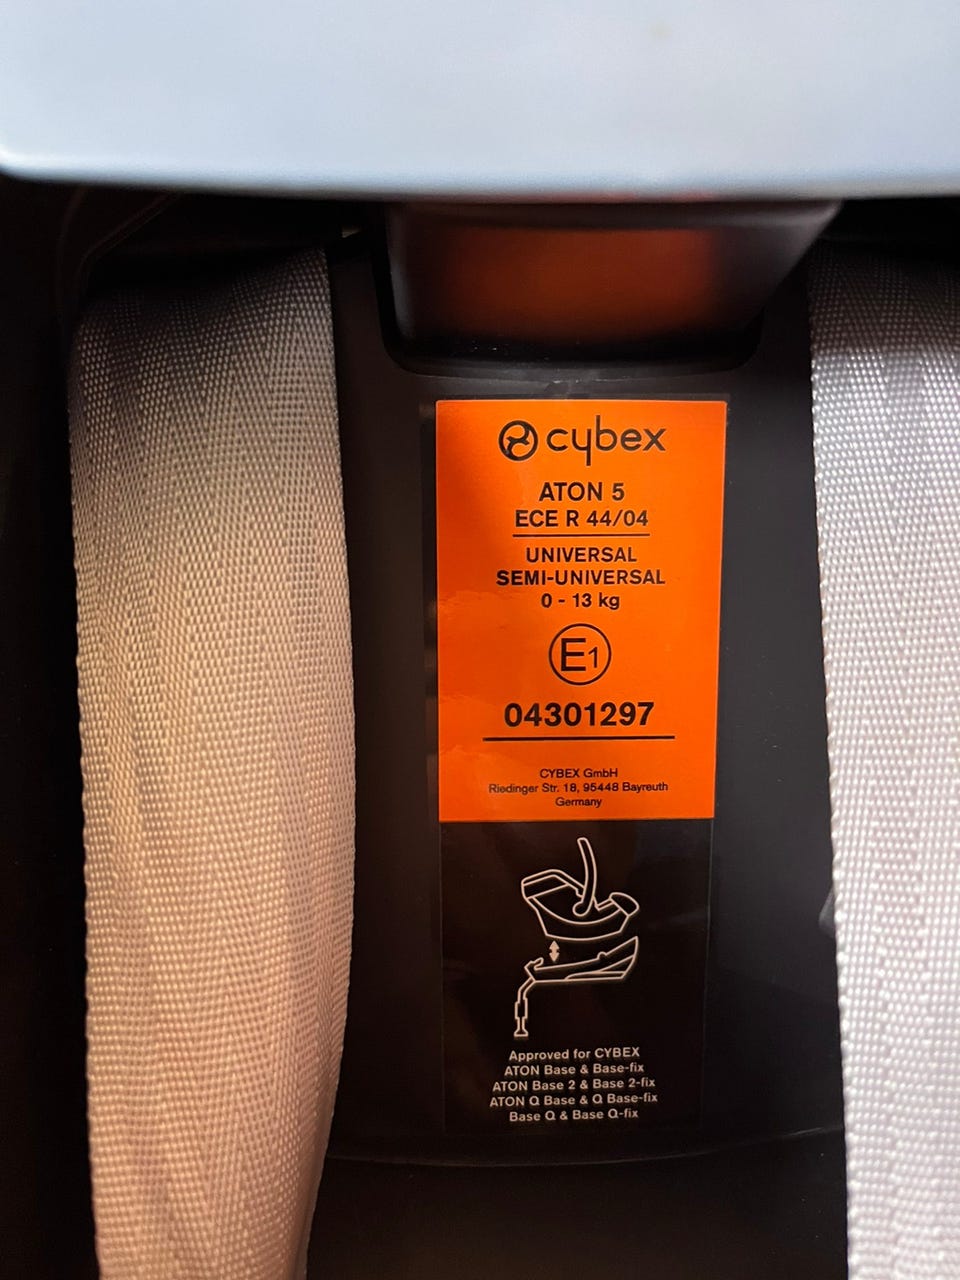 cybex
ATON 5
ECE R 44/04
UNIVERSAL
SEMI-UNIVERSAL
0 - 13 kg
E1
04301297
CYBEX GmbH
Riedinger Str. 18, 95448 Bayreuth
Germany
Approved for CYBEX
ATON Base & Base-fix
ATON Base 2 & Base 2-fix
ATON Q Base & Q Base-fix
Base Q & Base Q-fix